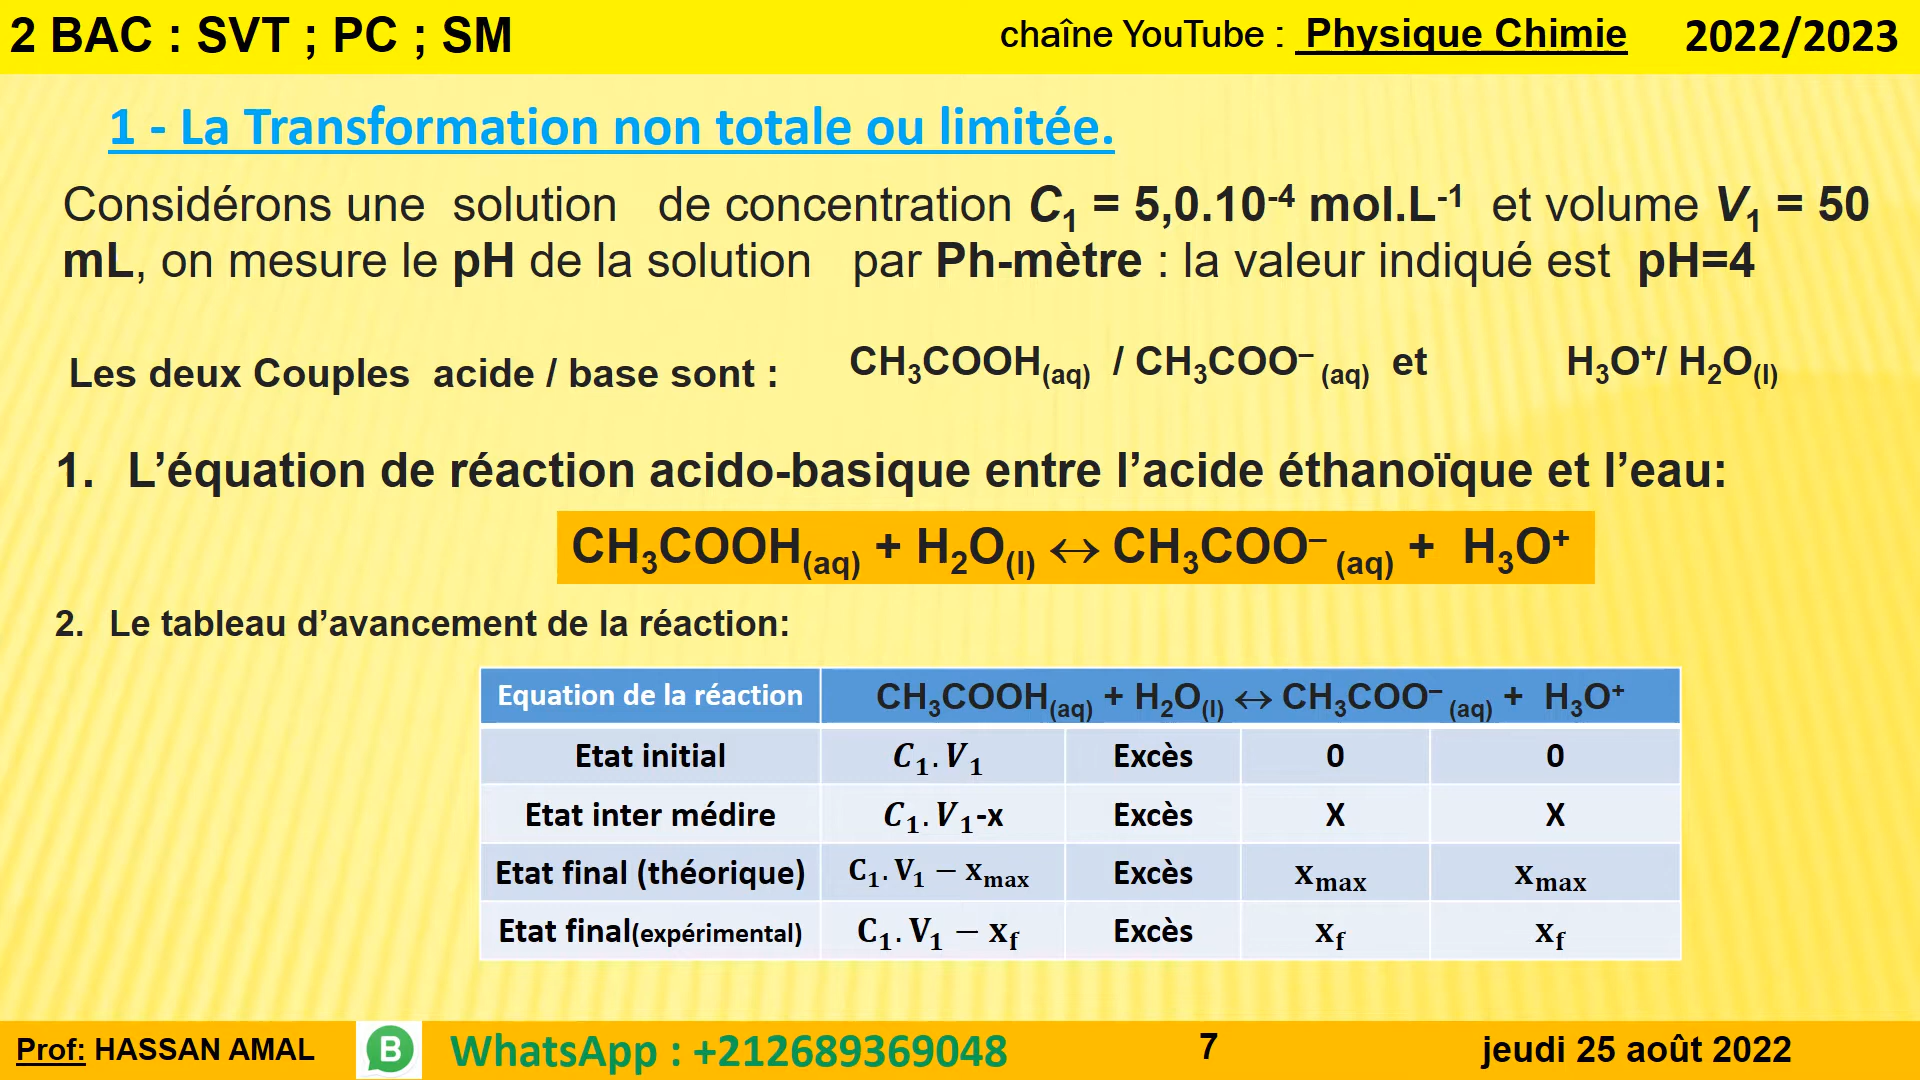 2 BAC : SVT ; PC ; SM
chaîne YouTube : Physique Chimie 2022/2023
1 - La Transformation non totale ou limitée.
Considérons une solution de concentration C₁ = 5,0.10⁻⁴ mol.L⁻¹ et volume V₁ = 50
mL, on mesure le pH de la solution par Ph-mètre : la valeur indiqué est pH=4
Les deux Couples acide / base sont : CH₃COOH(aq) / CH₃COO⁻ (aq) et H₃O⁺/ H₂O(l)
1. L’équation de réaction acido-basique entre l’acide éthanoïque et l’eau:
CH₃COOH(aq) + H₂O(l) ↔ CH₃COO⁻ (aq) + H₃O⁺
2. Le tableau d’avancement de la réaction:
Equation de la réaction CH₃COOH(aq) + H₂O(l) ↔ CH₃COO⁻ (aq) + H₃O⁺
Etat initial C₁.V₁ Excès 0 0
Etat inter médire C₁.V₁-x Excès X X
Etat final (théorique) C₁.V₁ − xmax Excès xmax xmax
Etat final(expérimental) C₁.V₁ − xf Excès xf xf
Prof: HASSAN AMAL B WhatsApp : +212689369048 7 jeudi 25 août 2022